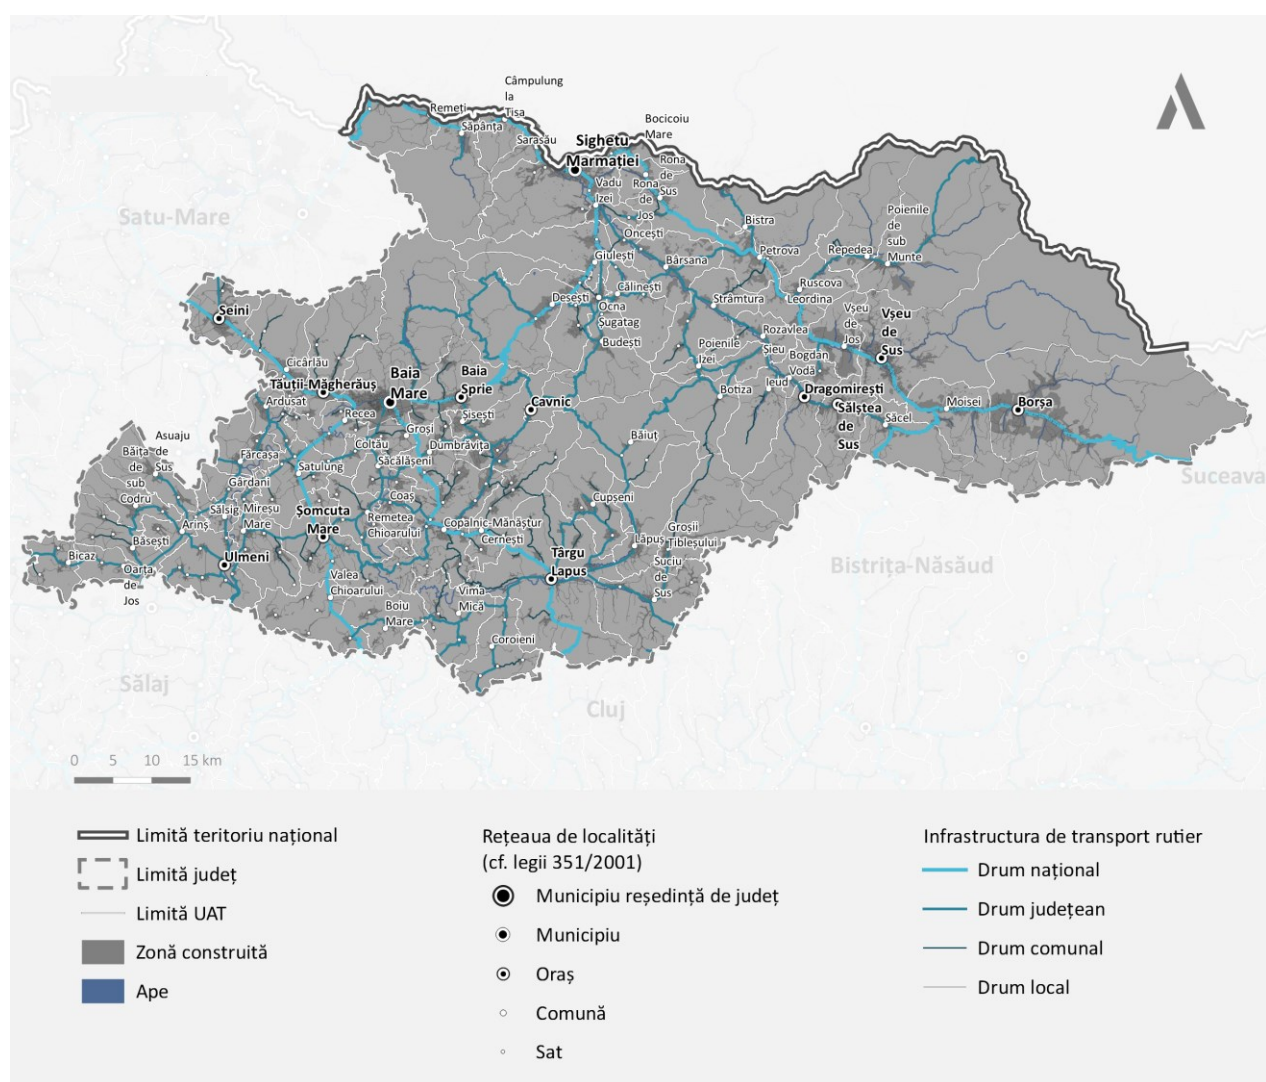 Câmpulung
la
Tisa
Remeți
Săpânța
Bocicoiu
Mare
Sarasău
Sighetu
Marmației
Rona
de
Sus
Vadu
Izei
Rona
de
Jos
Satu-Mare
Poienile
de
sub
Munte
Bistra
Oncești
Petrova
Repedea
Giulești
Bârsana
Călinești
Ruscova
Leordina
Desești
Strâmtura
Seini
Ocna
Șugatag
Vișeu
de
Jos
Vșeu
de
Sus
Rozavlea
Budești
Poienile
Izei
Șieu
Bogdan
Vodă
Cicârlău
Baia
Mare
Baia
Sprie
Tăuții-Măgherăuș
Botiza
Ieud
Dragomirești
Ardusat
Cavnic
Sălștea
de
Sus
Moisei
Borșa
Recea
Șisești
Săcel
Groși
Asuaju
de
Sus
Băița
de
sub
Codru
Coltău
Dumbrăvița
Băiuț
Fărcașa
Săcălășeni
Satulung
Suceava
Gârdani
Coaș
Cupșeni
Sălsig
Mireșu
Mare
Șomcuta
Mare
Remetea
Chioarului
Ariniș
Copalnic-Mănăștur
Groșii
Țibleșului
Cernești
Băsești
Lăpuș
Bicaz
Ulmeni
Târgu
Lapus
Suciu
de
Sus
Bistrița-Năsăud
Oarța
de
Jos
Valea
Chioarului
Vima
Mică
Boiu
Mare
Coroieni
Sălaj
Cluj
0 5 10 15 km
Limită teritoriu național
Limită județ
Limită UAT
Zonă construită
Ape
Rețeaua de localități
(cf. legii 351/2001)
Municipiu reședință de județ
Municipiu
Oraș
Comună
Sat
Infrastructura de transport rutier
Drum național
Drum județean
Drum comunal
Drum local